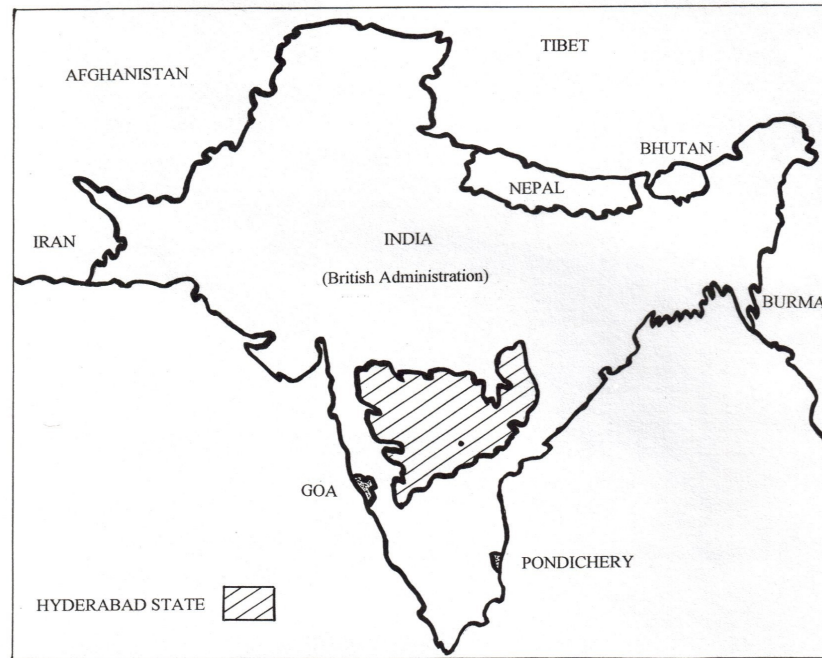 TIBET
AFGHANISTAN
BHUTAN
NEPAL
IRAN
INDIA
(British Administration)
BURMA
GOA
PONDICHERY
HYDERABAD STATE